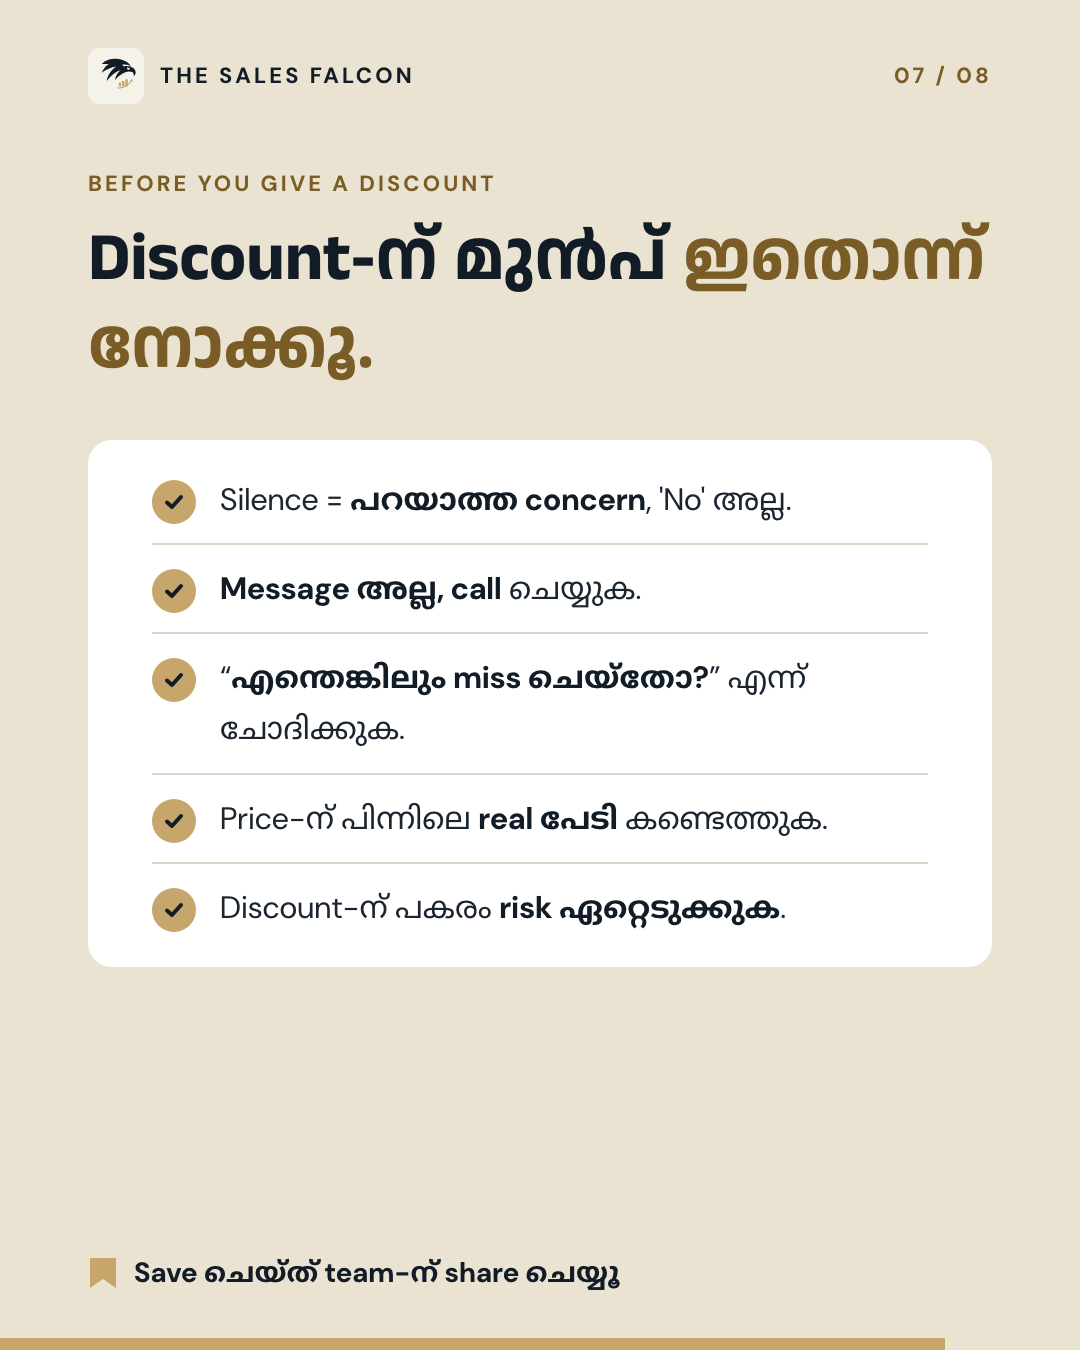 THE SALES FALCON
07 / 08
BEFORE YOU GIVE A DISCOUNT
Discount-ന് മുൻപ് ഇതൊന്ന്
നോക്കൂ.
Silence = പറയാത്ത concern, 'No' അല്ല.
Message അല്ല, call ചെയ്യുക.
“എന്തെങ്കിലും miss ചെയ്തോ?” എന്ന്
ചോദിക്കുക.
Price-ന് പിന്നിലെ real പേടി കണ്ടെത്തുക.
Discount-ന് പകരം risk ഏറ്റെടുക്കുക.
Save ചെയ്ത് team-ന് share ചെയ്യൂ